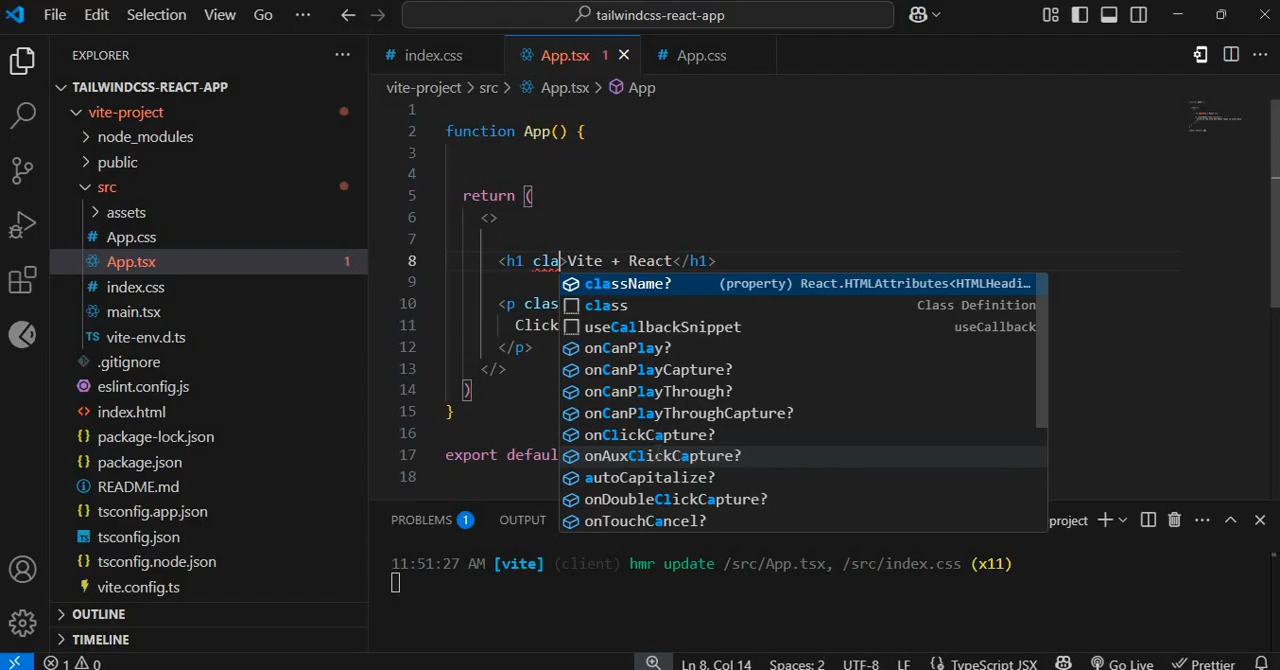 File Edit Selection View Go ··· tailwindcss-react-app
EXPLORER ···
TAILWINDCSS-REACT-APP
vite-project
node_modules
public
src
assets
# App.css
App.tsx 1
# index.css
main.tsx
TS vite-env.d.ts
.gitignore
eslint.config.js
<> index.html
{} package-lock.json
{} package.json
README.md
{} tsconfig.app.json
tsconfig.json
{} tsconfig.node.json
vite.config.ts
OUTLINE
TIMELINE
# index.css App.tsx 1 # App.css
vite-project > src > App.tsx > App
1
2 function App() {
3
4
5 return (
6 <>
7
8 <h1 cla>Vite + React</h1>
9
10 <p clas
11 Click
12 </p>
13 </>
14 )
15 }
16
17 export defaul
18
className? (property) React.HTMLAttributes<HTMLHeadi...
class Class Definition
useCallbackSnippet useCallback
onCanPlay?
onCanPlayCapture?
onCanPlayThrough?
onCanPlayThroughCapture?
onClickCapture?
onAuxClickCapture?
autoCapitalize?
onDoubleClickCapture?
onTouchCancel?
PROBLEMS 1 OUTPUT project
11:51:27 AM [vite] (client) hmr update /src/App.tsx, /src/index.css (x11)
1 0 Ln 8, Col 14 Spaces: 2 UTF-8 LF {} TypeScript JSX Go Live Prettier